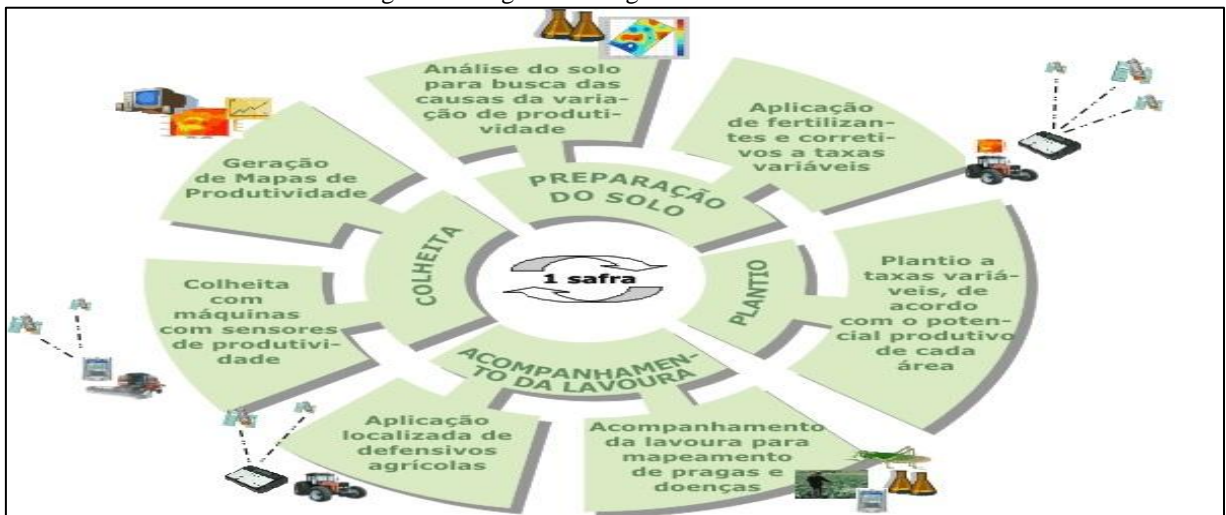 Análise do solo
para busca das
causas da varia-
ção de produti-
vidade
Aplicação
de fertilizan-
tes e correti-
vos a taxas
variáveis
PREPARAÇÃO
DO SOLO
Geração
de Mapas de
Produtividade
COLHEITA
1 safra
PLANTIO
Plantio a
taxas variá-
veis, de
acordo
com o poten-
cial produtivo
de cada
área
Colheita
com
máquinas
com sensores
de produtivi-
dade
ACOMPANHAMEN-
TO DA LAVOURA
Aplicação
localizada de
defensivos
agrícolas
Acompanhamento
da lavoura para
mapeamento
de pragas e
doenças